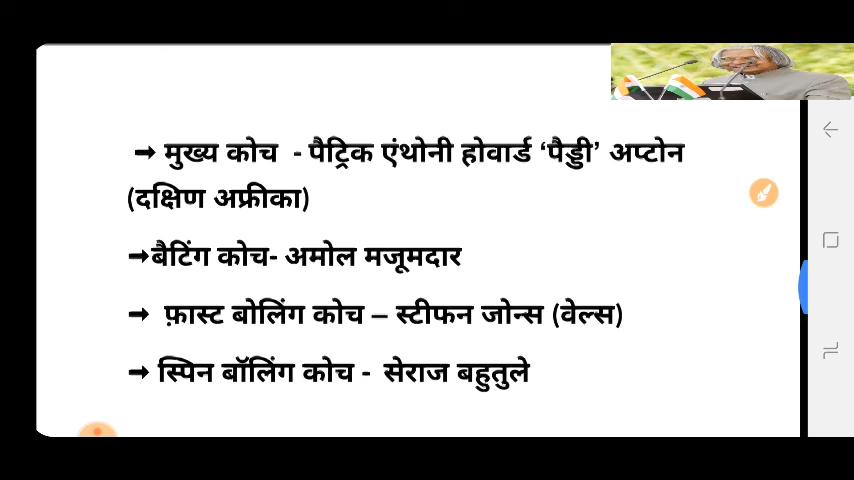 ➞ मुख्य कोच - पैट्रिक एंथोनी होवार्ड ‘पैड्डी’ अप्टोन
(दक्षिण अफ्रीका)
➞बैटिंग कोच- अमोल मजूमदार
➞ फ़ास्ट बोलिंग कोच – स्टीफन जोन्स (वेल्स)
➞ स्पिन बॉलिंग कोच - सेराज बहुतुले